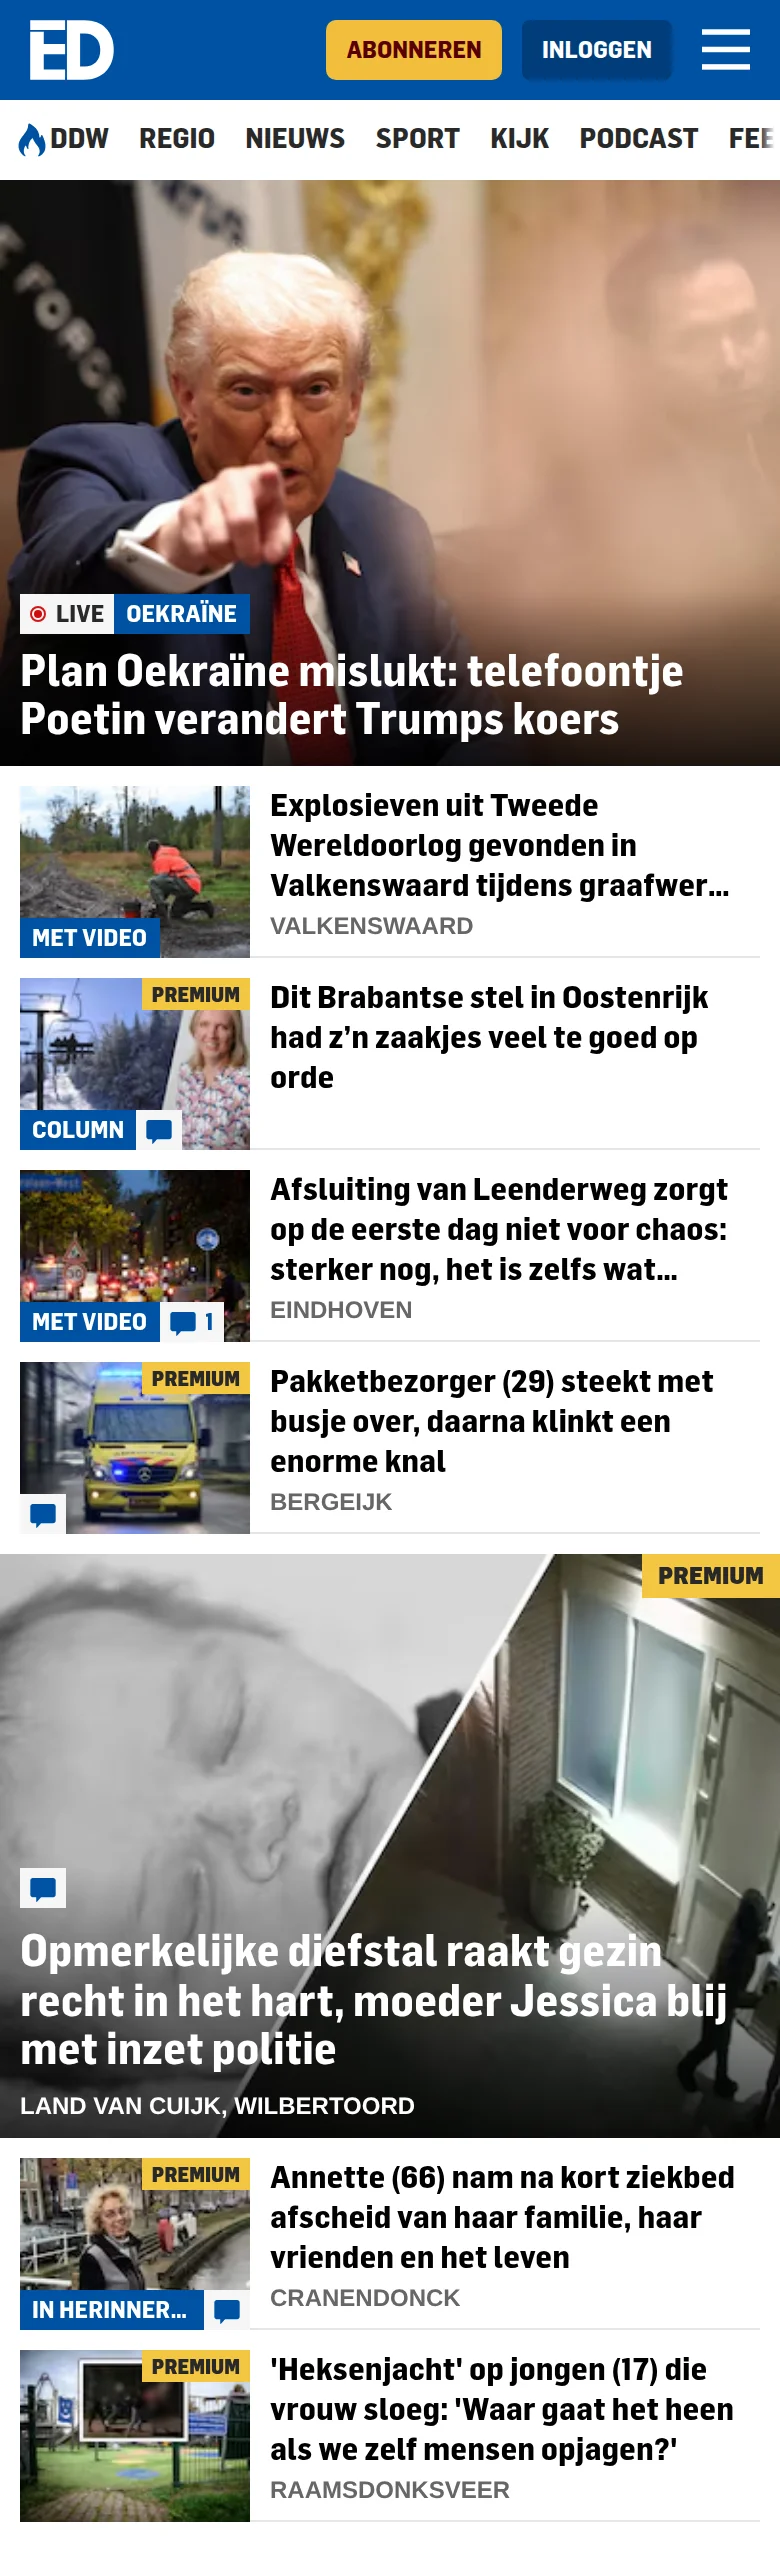 ED
ABONNEREN
INLOGGEN
DDW REGIO NIEUWS SPORT KIJK PODCAST FEE
E FORCE
LIVE OEKRAÏNE
Plan Oekraïne mislukt: telefoontje
Poetin verandert Trumps koers
MET VIDEO
Explosieven uit Tweede
Wereldoorlog gevonden in
Valkenswaard tijdens graafwer...
VALKENSWAARD
PREMIUM
COLUMN
Dit Brabantse stel in Oostenrijk
had z’n zaakjes veel te goed op
orde
MET VIDEO 1
Afsluiting van Leenderweg zorgt
op de eerste dag niet voor chaos:
sterker nog, het is zelfs wat...
EINDHOVEN
PREMIUM
Pakketbezorger (29) steekt met
busje over, daarna klinkt een
enorme knal
BERGEIJK
PREMIUM
Opmerkelijke diefstal raakt gezin
recht in het hart, moeder Jessica blij
met inzet politie
LAND VAN CUIJK, WILBERTOORD
PREMIUM
IN HERINNER...
Annette (66) nam na kort ziekbed
afscheid van haar familie, haar
vrienden en het leven
CRANENDONCK
PREMIUM
'Heksenjacht' op jongen (17) die
vrouw sloeg: 'Waar gaat het heen
als we zelf mensen opjagen?'
RAAMSDONKSVEER